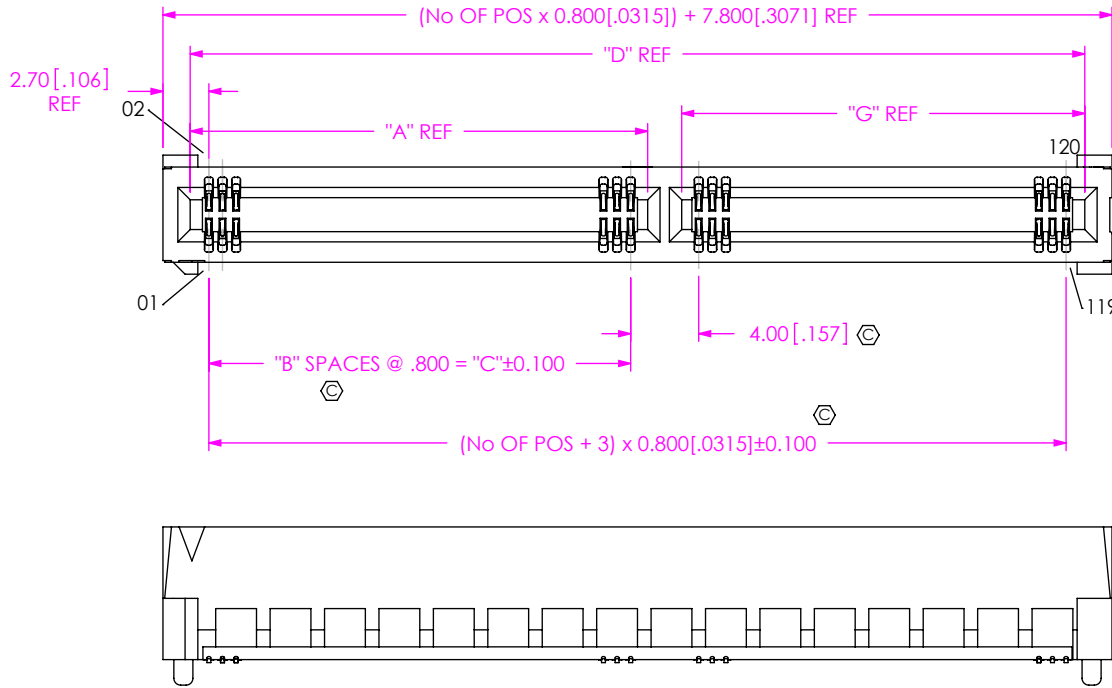 (No OF POS x 0.800[.0315]) + 7.800[.3071] REF
"D" REF
2.70[.106]
REF
02
"A" REF
"G" REF
120
01
119
4.00[.157] C
"B" SPACES @ .800 = "C"±0.100
C
C
(No OF POS + 3) x 0.800[.0315]±0.100